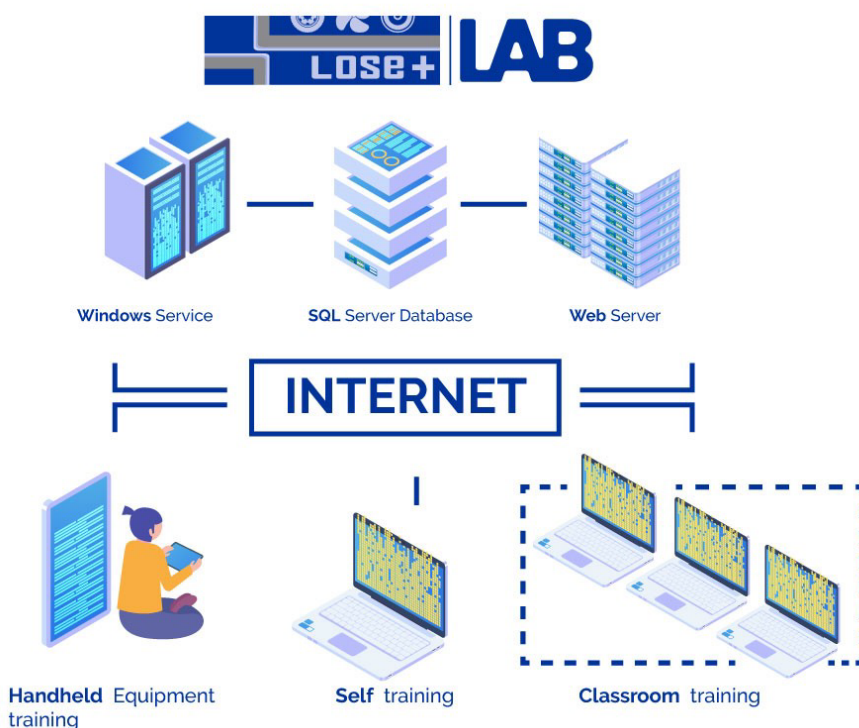 LOSE+ LAB
Windows Service
SQL Server Database
Web Server
INTERNET
Handheld Equipment
training
Self training
Classroom training